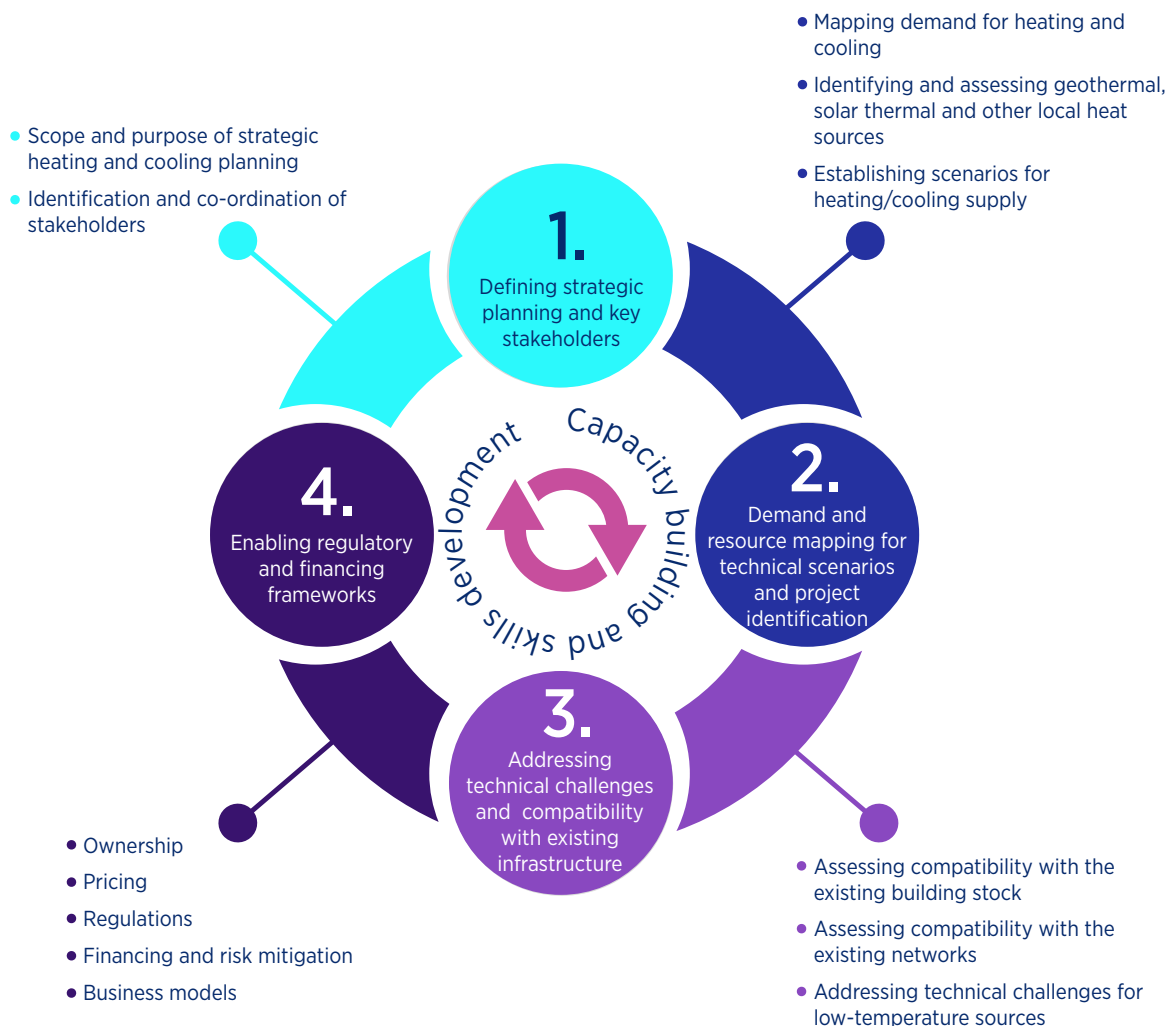 Scope and purpose of strategic
heating and cooling planning
Identification and co-ordination of
stakeholders
Mapping demand for heating and
cooling
Identifying and assessing geothermal,
solar thermal and other local heat
sources
Establishing scenarios for
heating/cooling supply
1.
Defining strategic
planning and key
stakeholders
2.
Demand and
resource mapping for
technical scenarios
and project
identification
3.
Addressing
technical challenges
and compatibility
with existing
infrastructure
4.
Enabling regulatory
and financing
frameworks
Capacity building and skills development
Ownership
Pricing
Regulations
Financing and risk mitigation
Business models
Assessing compatibility with the
existing building stock
Assessing compatibility with the
existing networks
Addressing technical challenges for
low-temperature sources